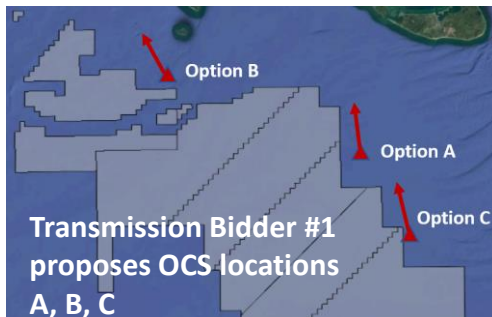 Option B
Option A
Option C
Transmission Bidder #1
proposes OCS locations
A, B, C